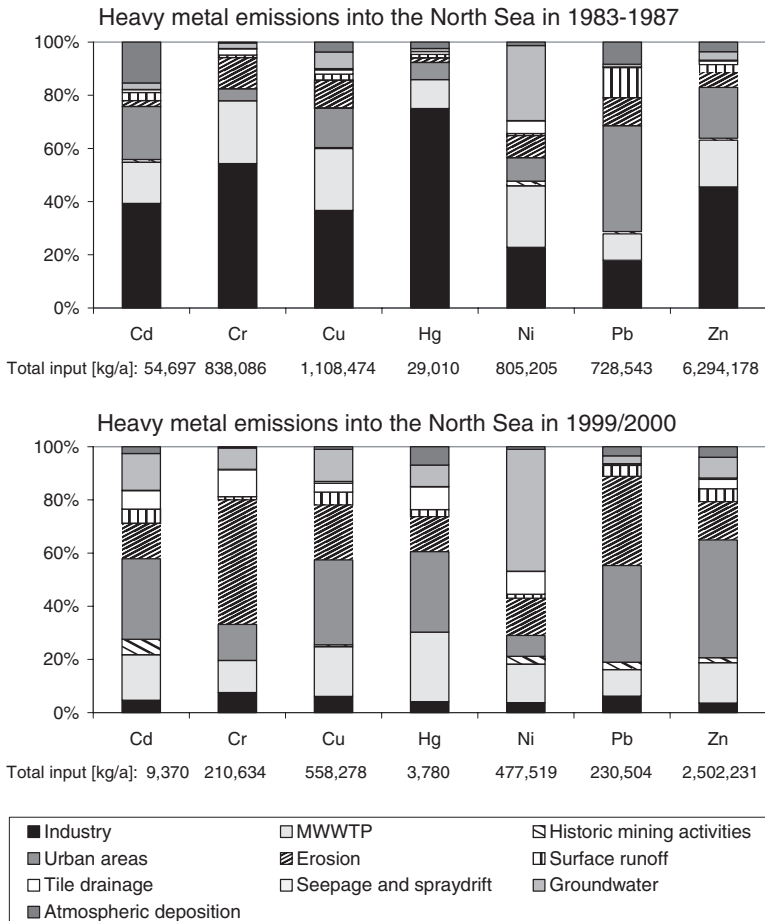 Heavy metal emissions into the North Sea in 1983-1987
100%
80%
60%
40%
20%
0%
Cd Cr Cu Hg Ni Pb Zn
Total input [kg/a]: 54,697 838,086 1,108,474 29,010 805,205 728,543 6,294,178
Heavy metal emissions into the North Sea in 1999/2000
100%
80%
60%
40%
20%
0%
Cd Cr Cu Hg Ni Pb Zn
Total input [kg/a]: 9,370 210,634 558,278 3,780 477,519 230,504 2,502,231
Industry MWWTP Historic mining activities
Urban areas Erosion Surface runoff
Tile drainage Seepage and spraydrift Groundwater
Atmospheric deposition